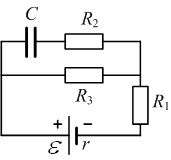 C
R₂
R₃
R₁
+ −
ε
r